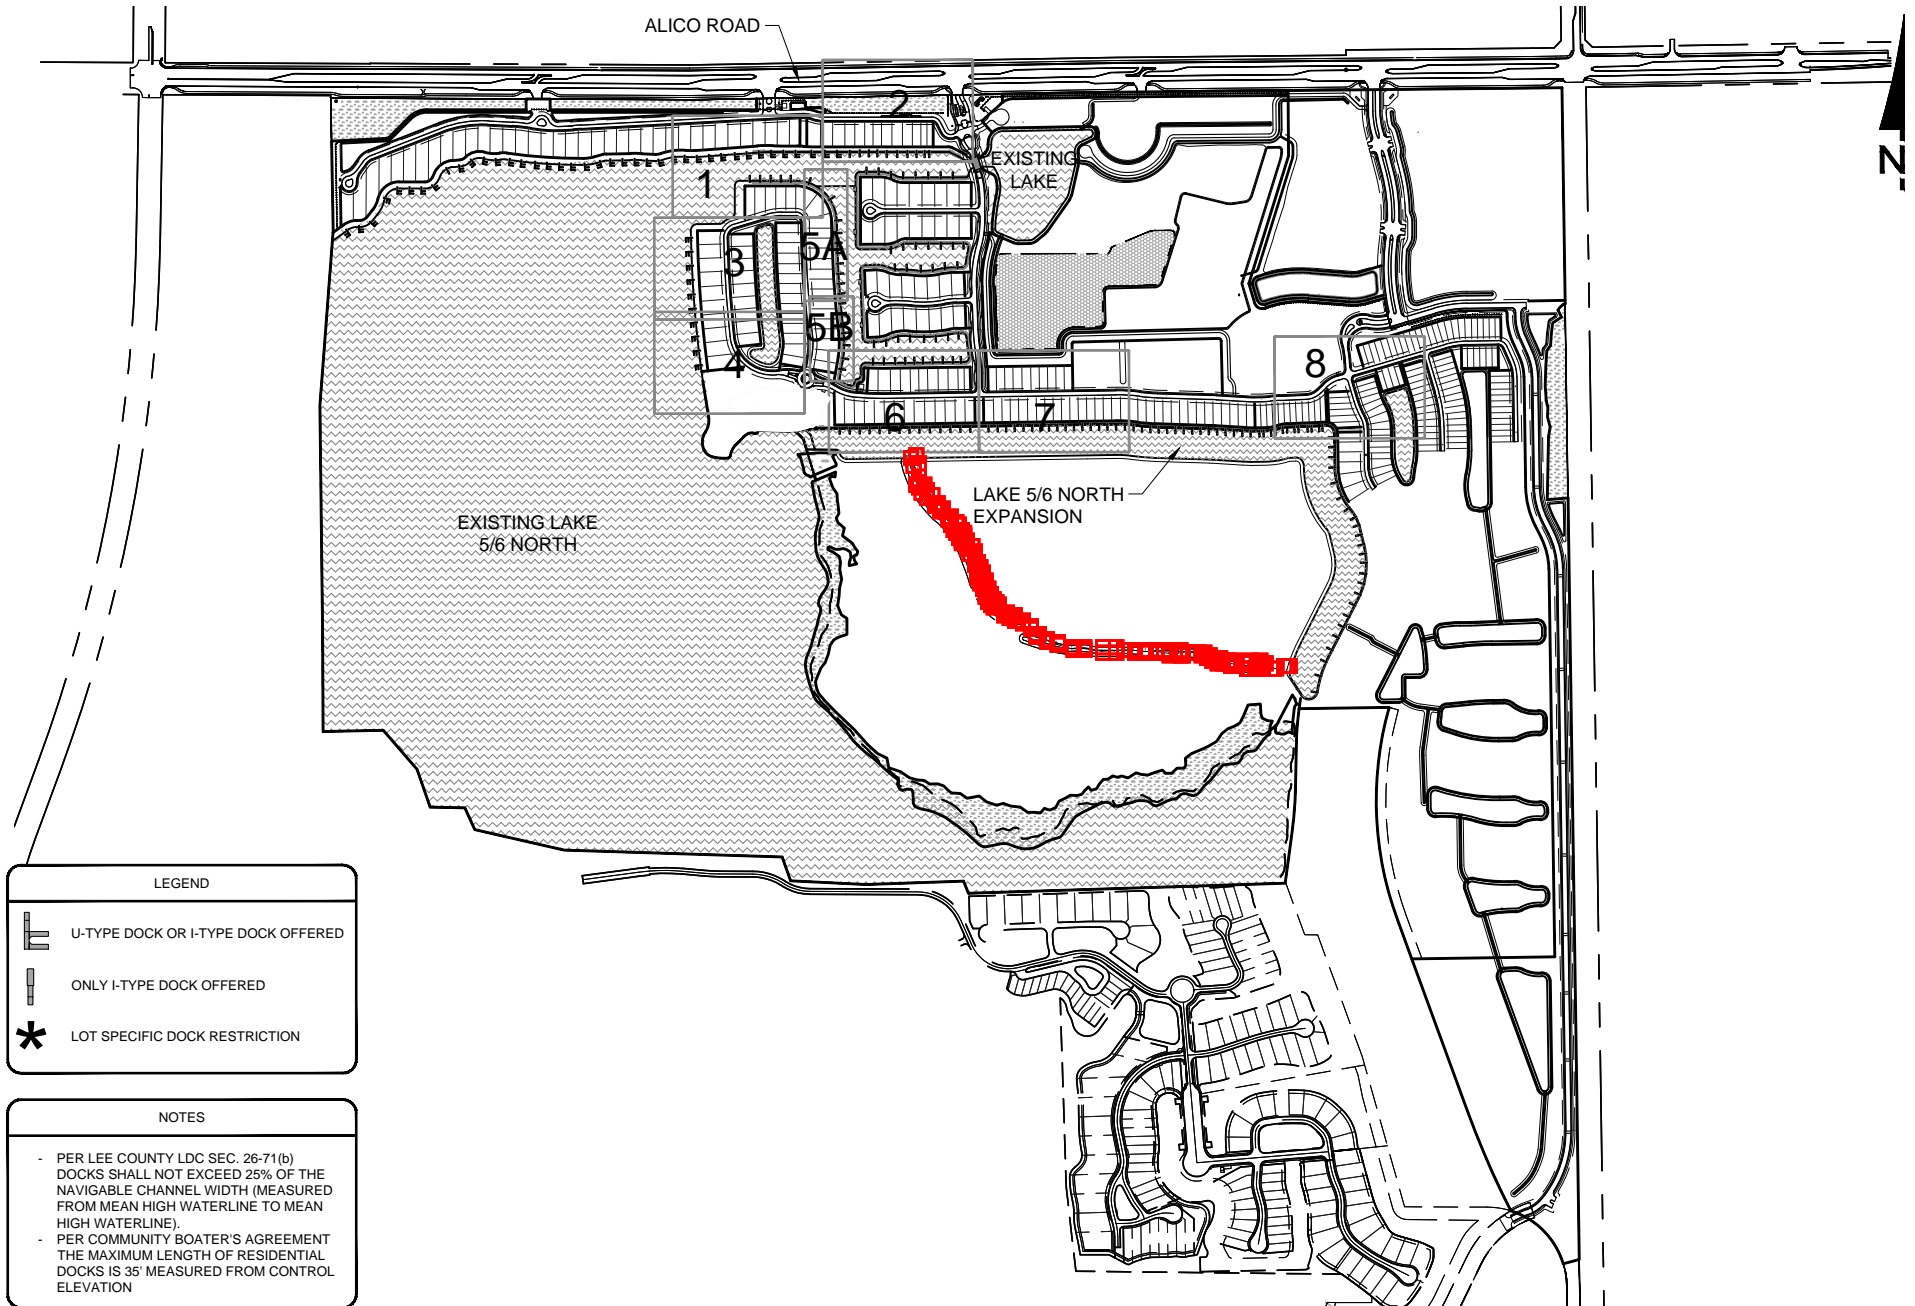 ALICO ROAD
N
2
EXISTING
LAKE
1
5A
3
5B
4
8
6
7
LAKE 5/6 NORTH
EXPANSION
EXISTING LAKE
5/6 NORTH
LEGEND
U-TYPE DOCK OR I-TYPE DOCK OFFERED
ONLY I-TYPE DOCK OFFERED
* LOT SPECIFIC DOCK RESTRICTION
NOTES
- PER LEE COUNTY LDC SEC. 26-71(b)
DOCKS SHALL NOT EXCEED 25% OF THE
NAVIGABLE CHANNEL WIDTH (MEASURED
FROM MEAN HIGH WATERLINE TO MEAN
HIGH WATERLINE).
- PER COMMUNITY BOATER'S AGREEMENT
THE MAXIMUM LENGTH OF RESIDENTIAL
DOCKS IS 35' MEASURED FROM CONTROL
ELEVATION